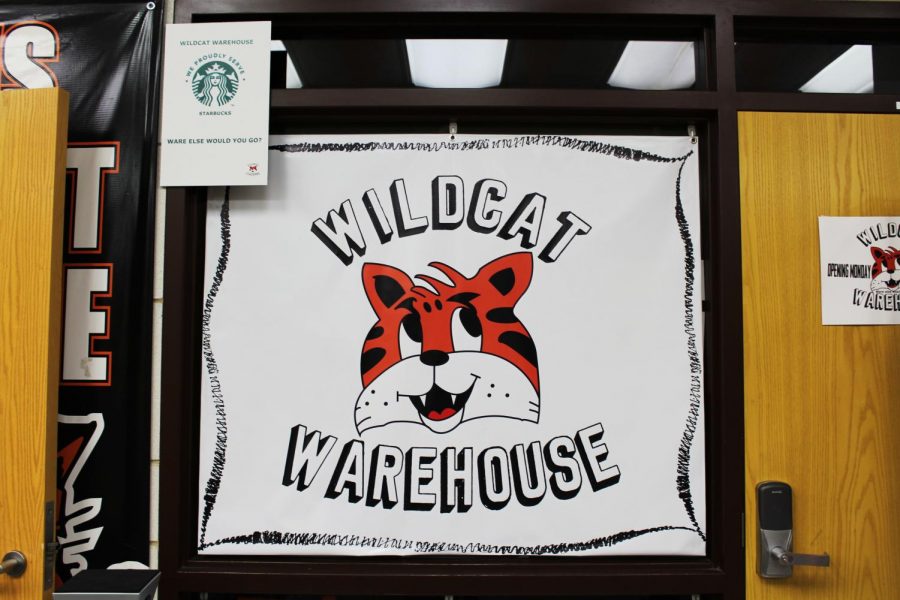 WILDCAT WAREHOUSE
WE PROUDLY SERVE
STARBUCKS
WARE ELSE WOULD YOU GO?
WILDCAT
WAREHOUSE
OPENING MONDAY